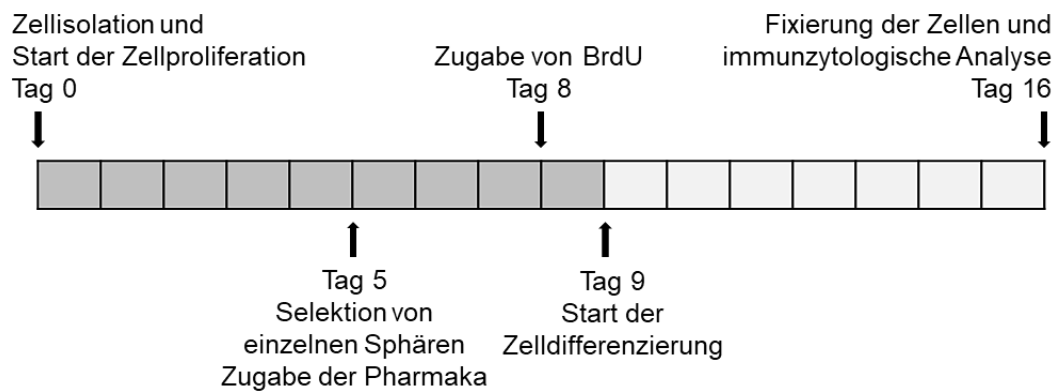 Zellisolation und
Start der Zellproliferation
Tag 0
Zugabe von BrdU
Tag 8
Fixierung der Zellen und
immunzytologische Analyse
Tag 16
Tag 5
Selektion von
einzelnen Sphären
Zugabe der Pharmaka
Tag 9
Start der
Zelldifferenzierung